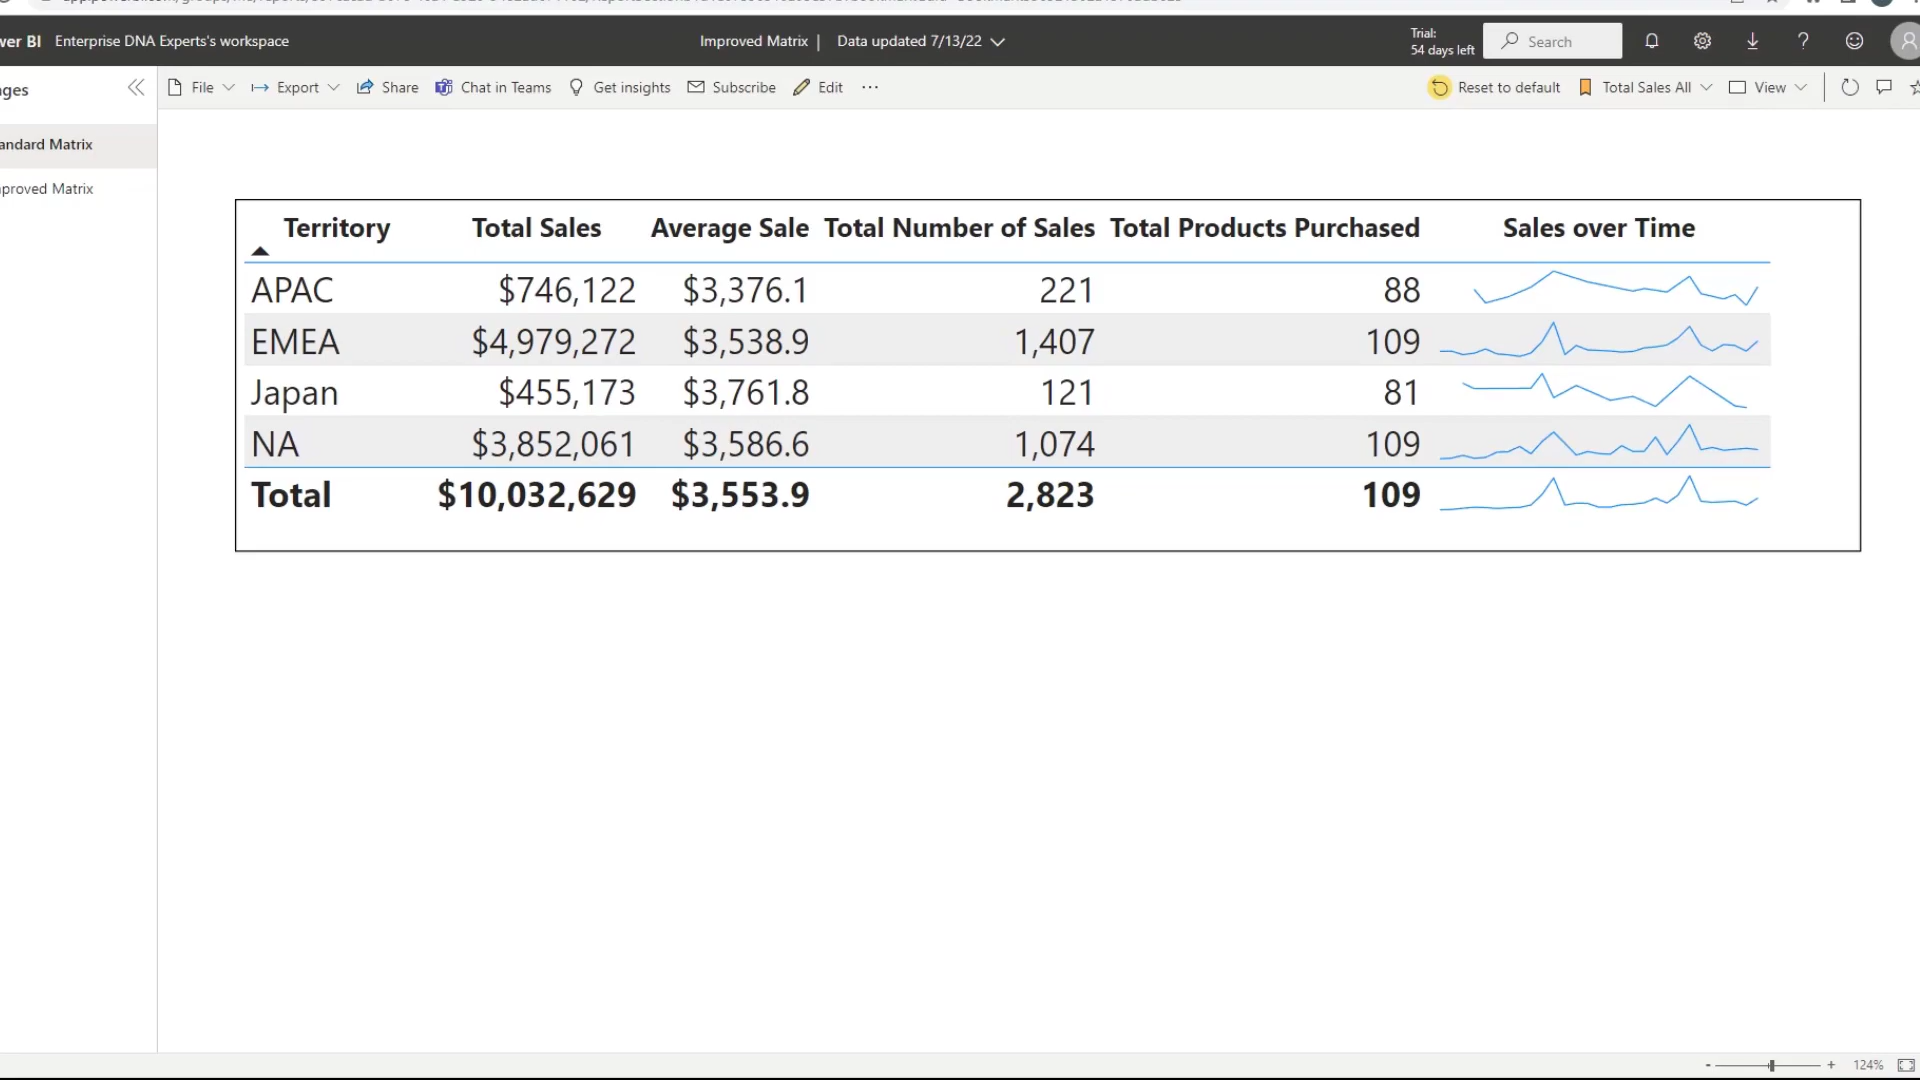 wer BI Enterprise DNA Experts's workspace Improved Matrix | Data updated 7/13/22 Trial: 54 days left Search
ges File Export Share Chat in Teams Get insights Subscribe Edit ... Reset to default Total Sales All View
andard Matrix
proved Matrix
Territory Total Sales Average Sale Total Number of Sales Total Products Purchased Sales over Time
APAC $746,122 $3,376.1 221 88
EMEA $4,979,272 $3,538.9 1,407 109
Japan $455,173 $3,761.8 121 81
NA $3,852,061 $3,586.6 1,074 109
Total $10,032,629 $3,553.9 2,823 109
- + 124%